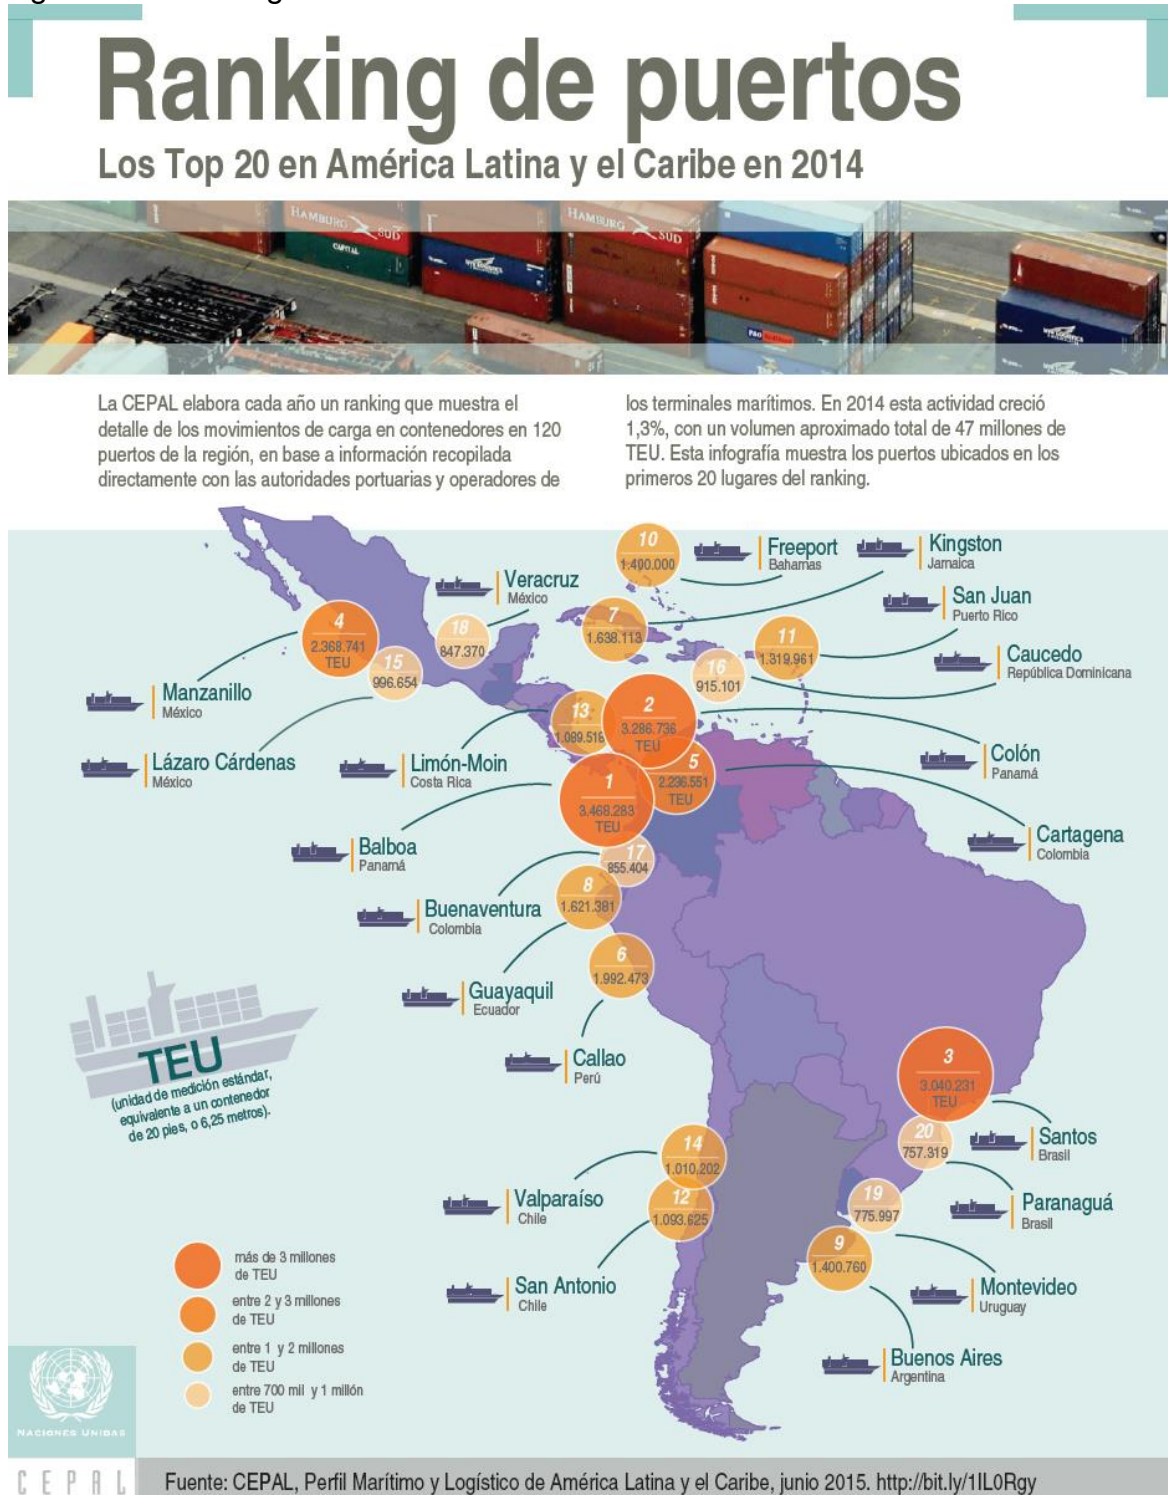 Ranking de puertos
Los Top 20 en América Latina y el Caribe en 2014
HAMBURG SÜD
CAPITAL
HAMBURG SÜD
P&O
La CEPAL elabora cada año un ranking que muestra el
detalle de los movimientos de carga en contenedores en 120
puertos de la región, en base a información recopilada
directamente con las autoridades portuarias y operadores de
los terminales marítimos. En 2014 esta actividad creció
1,3%, con un volumen aproximado total de 47 millones de
TEU. Esta infografía muestra los puertos ubicados en los
primeros 20 lugares del ranking.
10
1.400.000
Freeport
Bahamas
Kingston
Jamaica
Veracruz
México
San Juan
Puerto Rico
4
2.368.741
TEU
18
847.370
7
1.638.113
11
1.319.961
15
996.654
16
915.101
Caucedo
República Dominicana
Manzanillo
México
13
1.089.518
2
3.286.736
TEU
Lázaro Cárdenas
México
Limón-Moin
Costa Rica
5
2.236.551
TEU
Colón
Panamá
1
3.468.283
TEU
Balboa
Panamá
Cartagena
Colombia
17
855.404
8
1.621.381
Buenaventura
Colombia
6
1.992.473
Guayaquil
Ecuador
Callao
Perú
TEU
(unidad de medición estándar,
equivalente a un contenedor
de 20 pies, o 6,25 metros).
3
3.040.231
TEU
20
757.319
Santos
Brasil
14
1.010.202
Valparaíso
Chile
12
1.093.625
19
775.997
Paranaguá
Brasil
9
1.400.760
San Antonio
Chile
Montevideo
Uruguay
Buenos Aires
Argentina
más de 3 millones
de TEU
entre 2 y 3 millones
de TEU
entre 1 y 2 millones
de TEU
entre 700 mil y 1 millón
de TEU
NACIONES UNIDAS
CEPAL
Fuente: CEPAL, Perfil Marítimo y Logístico de América Latina y el Caribe, junio 2015. http://bit.ly/1IL0Rgy